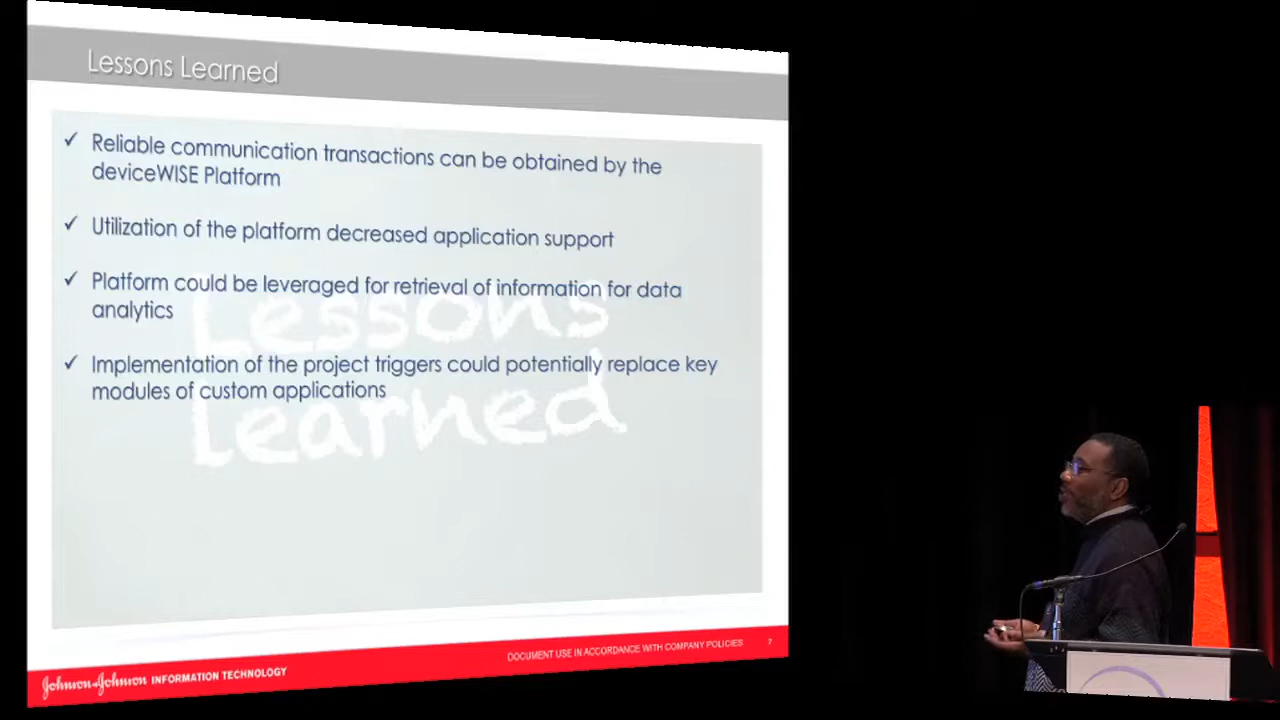 Lessons Learned
✓ Reliable communication transactions can be obtained by the
deviceWISE Platform
✓ Utilization of the platform decreased application support
✓ Platform could be leveraged for retrieval of information for data
analytics
✓ Implementation of the project triggers could potentially replace key
modules of custom applications
Lessons
Learned
Johnson & Johnson INFORMATION TECHNOLOGY
DOCUMENT USE IN ACCORDANCE WITH COMPANY POLICIES
7